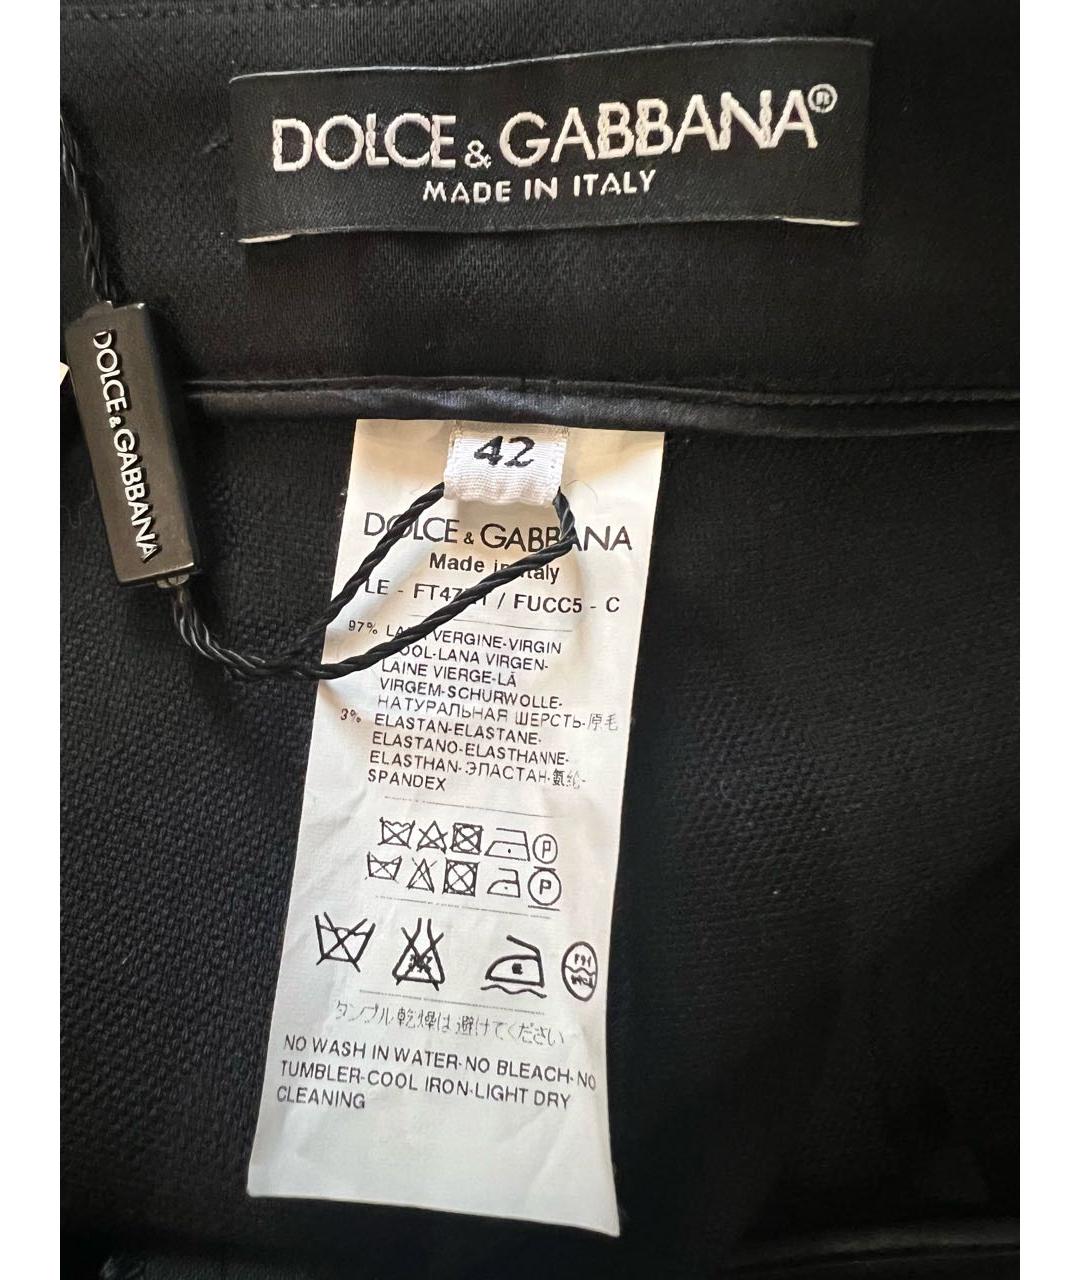 DOLCE & GABBANA®
MADE IN ITALY
DOLCE&GABBANA
42
DOLCE & GABBANA
Made in Italy
LE - / FUCC5 - C
97% LANA VERGINE-VIRGIN
WOOL-LANA VIRGEN-
LAINE VIERGE-LÃ
VIRGEM-SCHURWOLLE-
НАТУРАЛЬНАЯ ШЕРСТЬ-原毛
3% ELASTAN-ELASTANE-
ELASTANO-ELASTHANNE-
ELASTHAN-ЭЛАСТАН-氨纶-
SPANDEX
P
P
タンブル乾燥は避けてください
NO WASH IN WATER-NO BLEACH-NO
TUMBLER-COOL IRON-LIGHT DRY
CLEANING